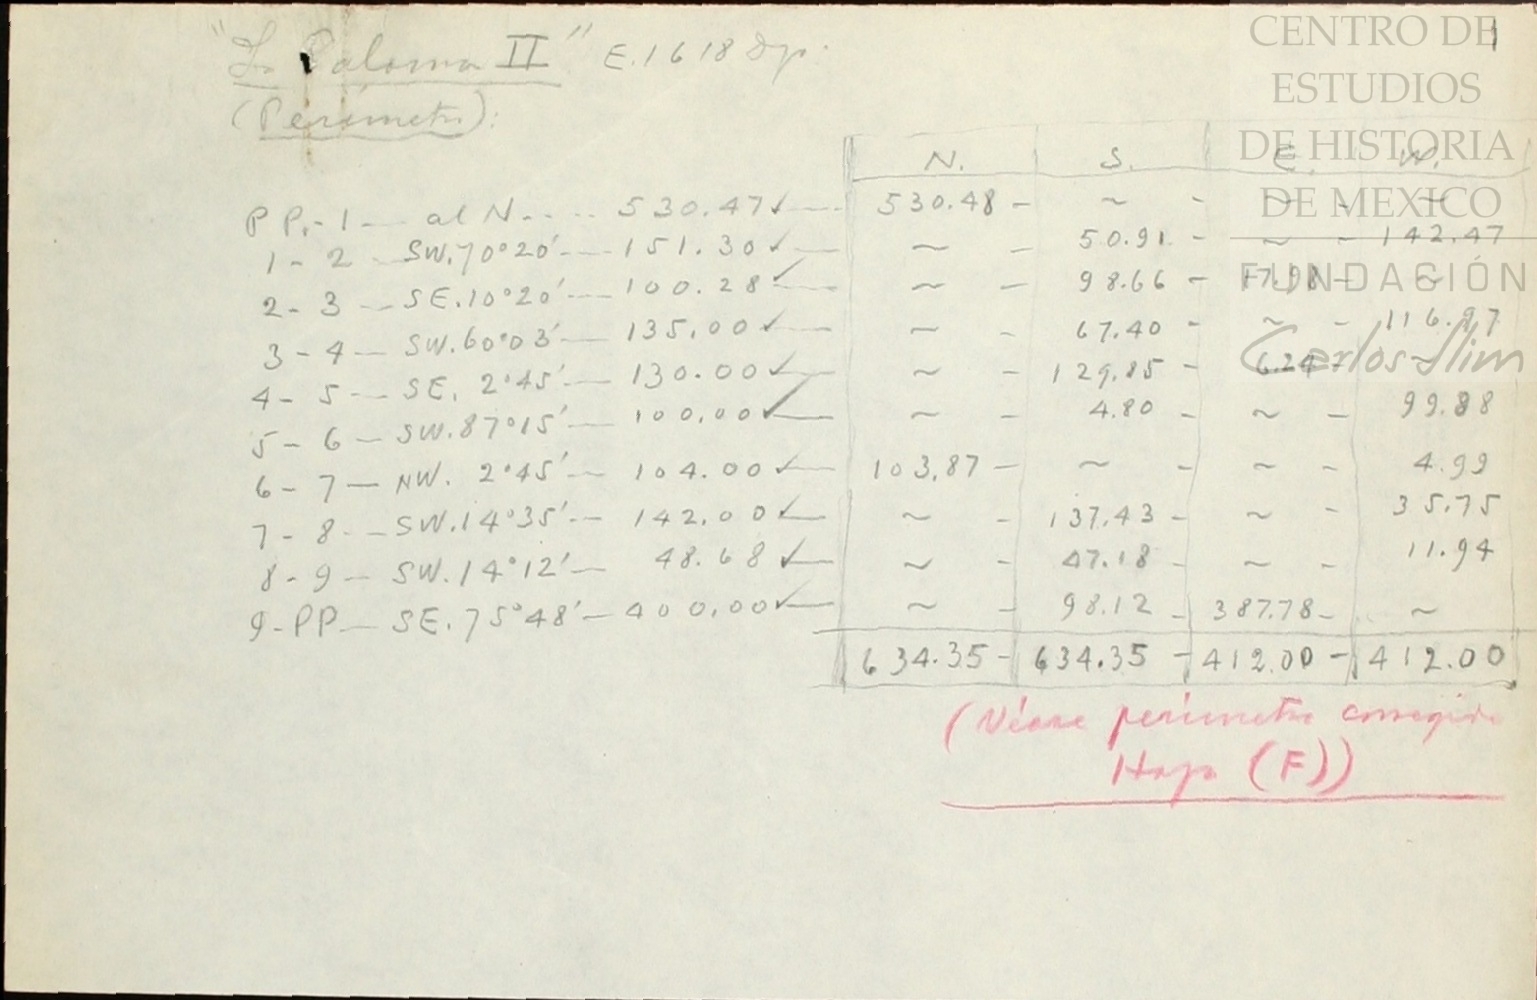 "La Paloma II" E.1618 Dgo.
(Perímetro):
N. S. E. W.
PP.-1 — al N. - - - - 530.47 ✓ — 530.48 - ~ - ~ - ~
1 - 2 — SW. 70°20' — 151.30 ✓ — ~ - 50.91 - ~ - 142.47
2 - 3 — SE. 10°20' — 100.28 ✓ — ~ - 98.66 - 17.98 - ~
3 - 4 — SW. 60°03' — 135.00 ✓ — ~ - 67.40 - ~ - 116.97
4 - 5 — SE. 2°45' — 130.00 ✓ — ~ - 129.85 - 6.24 - ~
5 - 6 — SW. 87°15' — 100.00 ✓ — ~ - 4.80 - ~ - 99.88
6 - 7 — NW. 2°45' — 104.00 ✓ — 103.87 - ~ - ~ - 4.99
7 - 8 — SW. 14°35' — 142.00 ✓ — ~ - 137.43 - ~ - 35.75
8 - 9 — SW. 14°12' — 48.68 ✓ — ~ - 47.18 - ~ - 11.94
9 - PP — SE. 75°48' — 400.00 ✓ — ~ - 98.12 - 387.78 - ~
634.35 - 634.35 - 412.00 - 412.00
(Véase perímetro corregido
Hoja (F))
1
CENTRO DE
ESTUDIOS
DE HISTORIA
DE MEXICO
FUNDACIÓN
Carlos Slim